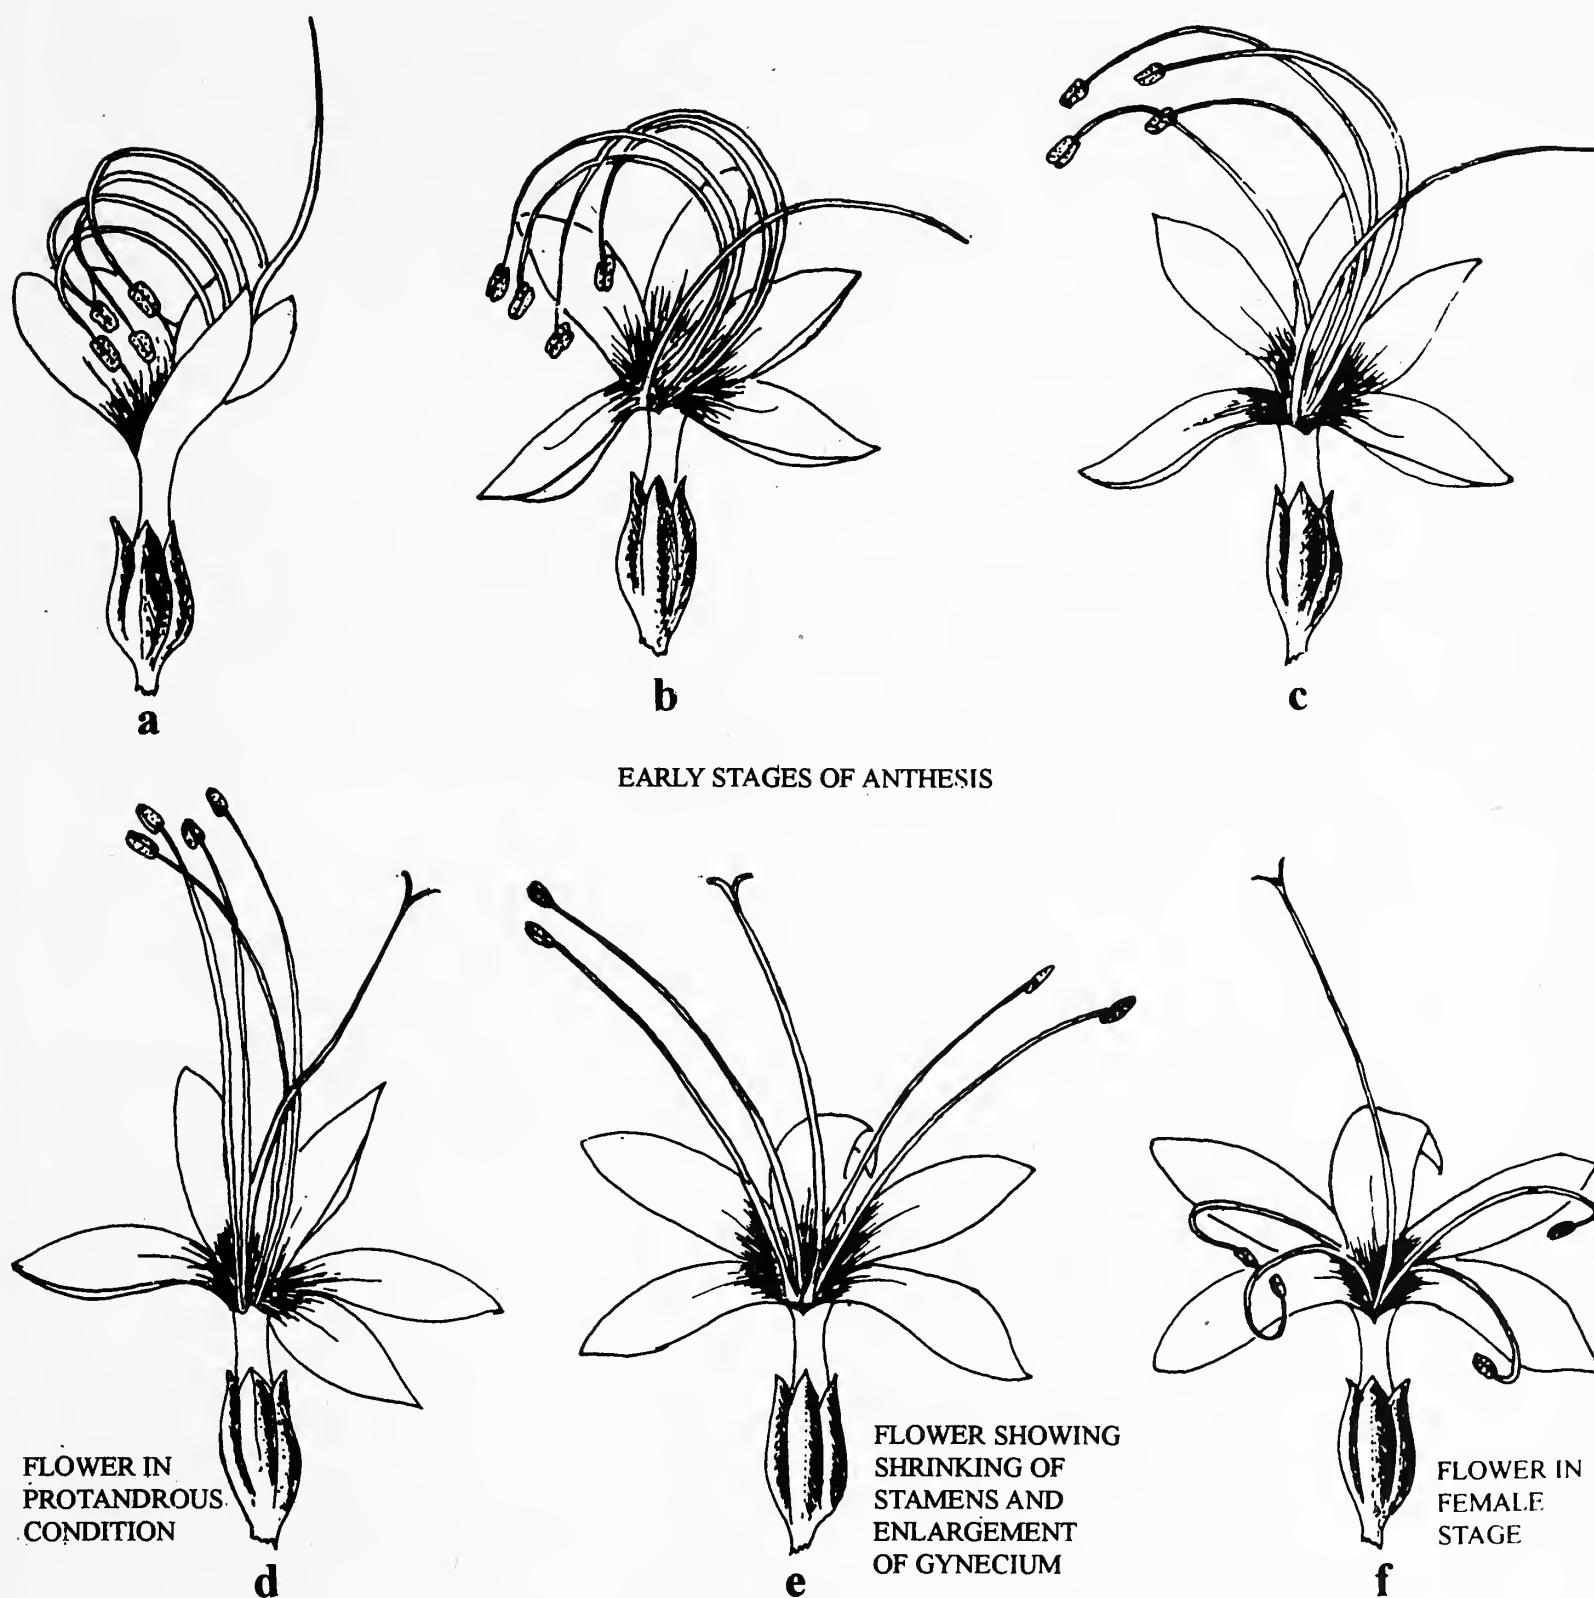 a
b
c
EARLY STAGES OF ANTHESIS
FLOWER IN
PROTANDROUS
CONDITION
d
FLOWER SHOWING
SHRINKING OF
STAMENS AND
ENLARGEMENT
OF GYNECIUM
e
FLOWER IN
FEMALE
STAGE
f